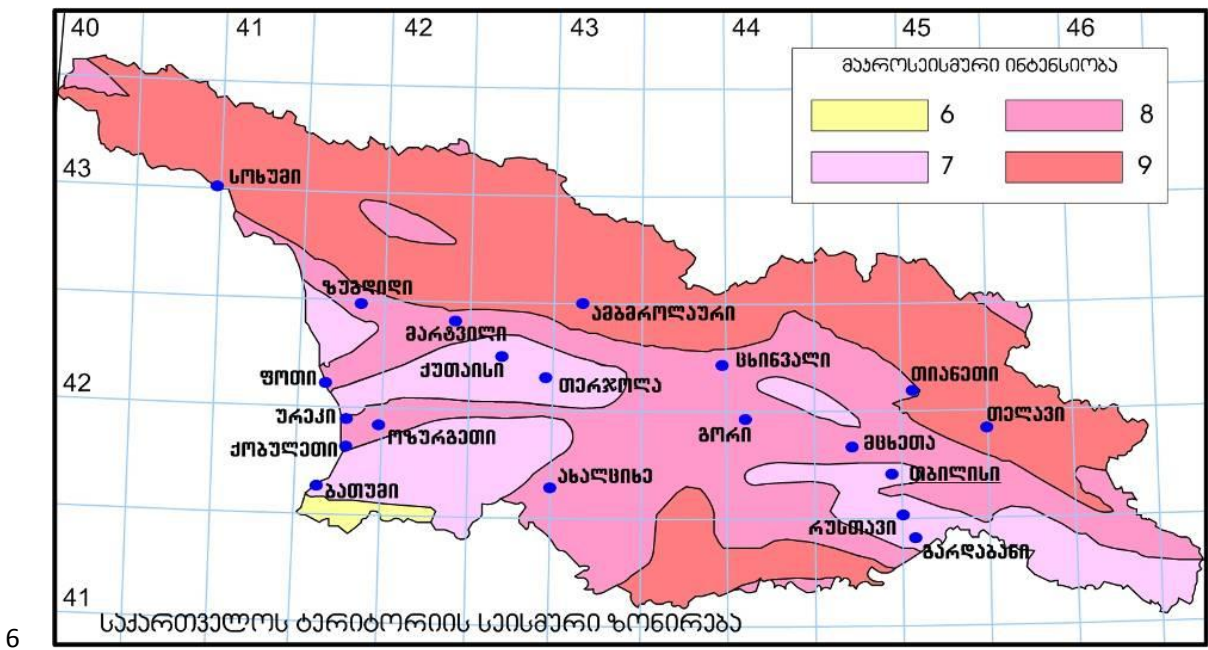 40 41 42 43 44 45 46
მაკროსეისმური ინტენსიობა
6 8
7 9
43
სოხუმი
ზუგდიდი
ამბმროლაური
მარტვილი
ცხინვალი
ქუთაისი
თიანეთი
ფოთი
თერჯოლა
42
თელავი
ურეკი
ოზურგეთი
გორი
მცხეთა
ქობულეთი
ახალციხე
თბილისი
ბათუმი
რუსთავი
გარდაბანი
41
საქართველოს ტერიტორიის სეისმური ზონირება
6